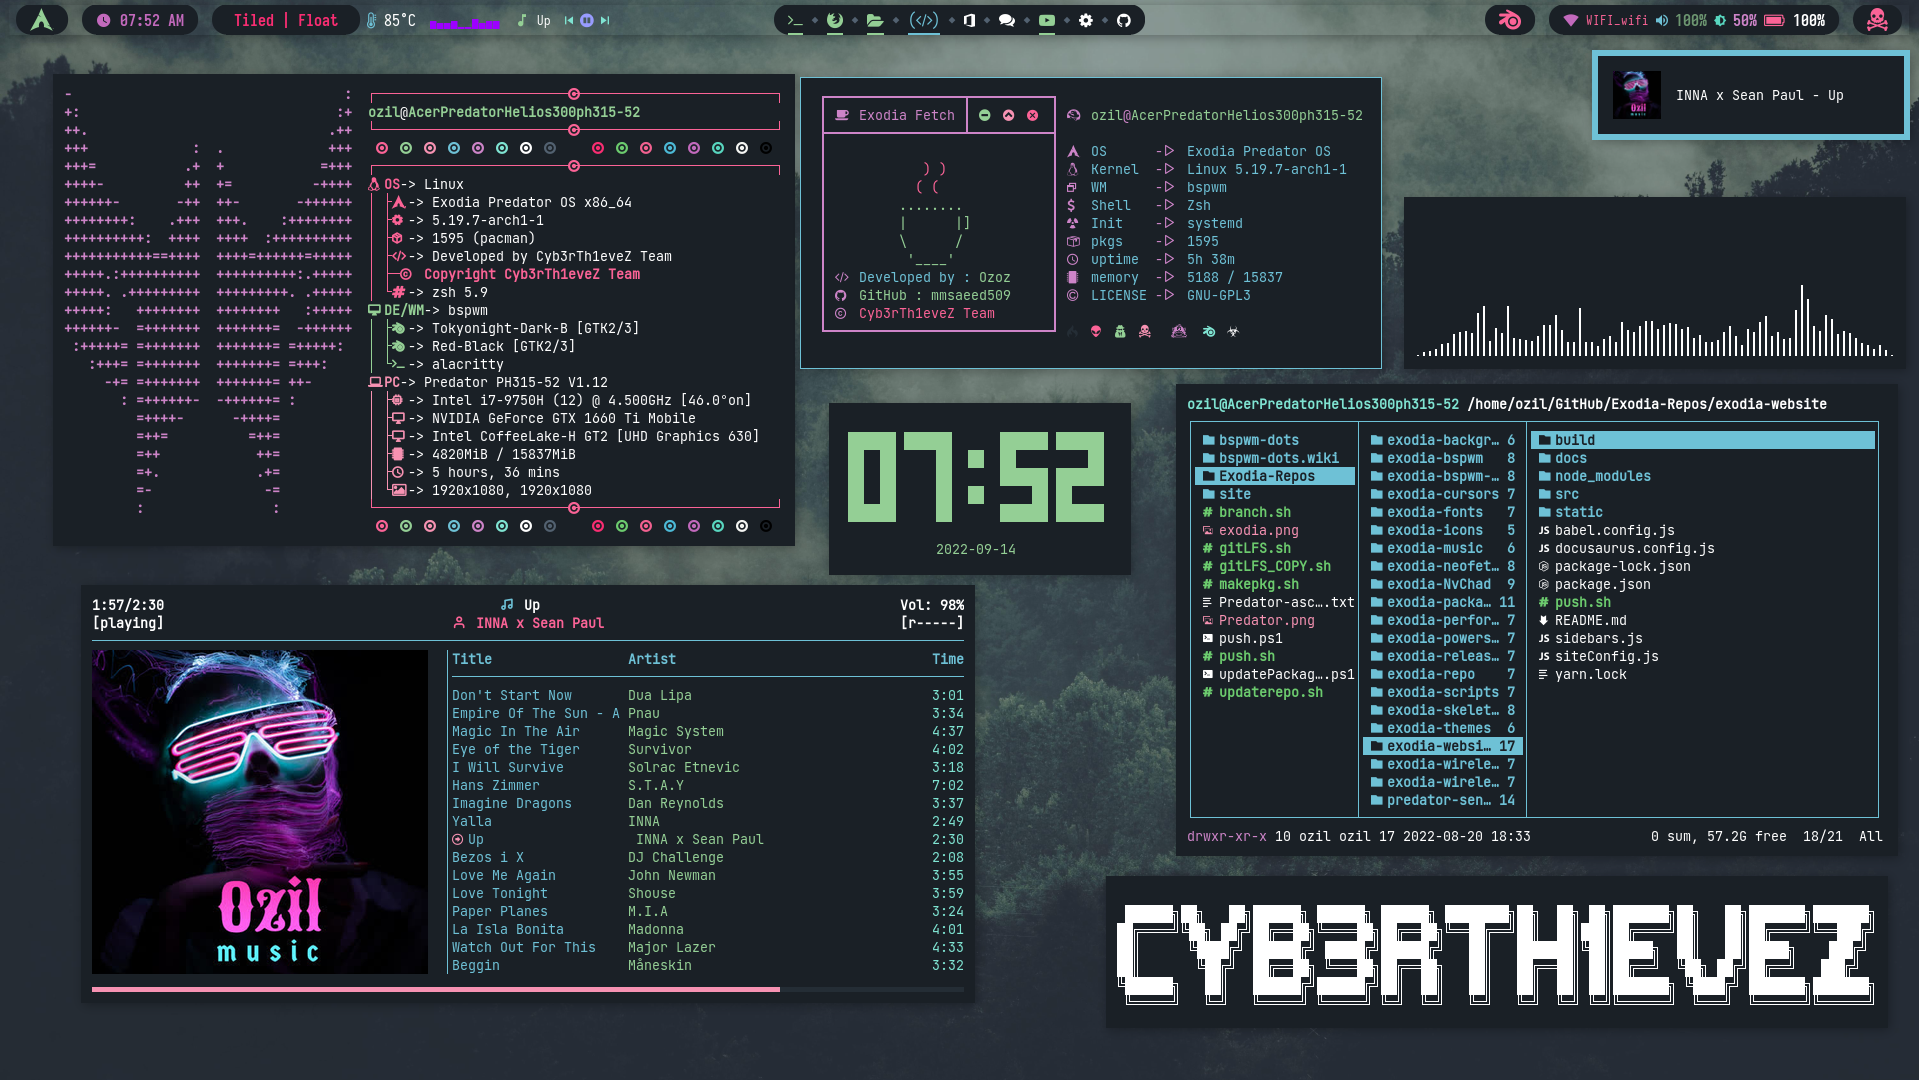 07:52 AM
Tiled | Float
85°C
Up
WIFI_wifi 100% 50% 100%
INNA x Sean Paul - Up
ozil@AcerPredatorHelios300ph315-52
OS-> Linux
-> Exodia Predator OS x86_64
-> 5.19.7-arch1-1
-> 1595 (pacman)
-> Developed by Cyb3rTh1eveZ Team
Copyright Cyb3rTh1eveZ Team
-> zsh 5.9
DE/WM-> bspwm
-> Tokyonight-Dark-B [GTK2/3]
-> Red-Black [GTK2/3]
-> alacritty
PC-> Predator PH315-52 V1.12
-> Intel i7-9750H (12) @ 4.500GHz [46.0°on]
-> NVIDIA GeForce GTX 1660 Ti Mobile
-> Intel CoffeeLake-H GT2 [UHD Graphics 630]
-> 4820MiB / 15837MiB
-> 5 hours, 36 mins
-> 1920x1080, 1920x1080
Exodia Fetch
Developed by : Ozoz
GitHub : mmsaeed509
Cyb3rTh1eveZ Team
ozil@AcerPredatorHelios300ph315-52
OS Exodia Predator OS
Kernel Linux 5.19.7-arch1-1
WM bspwm
Shell Zsh
Init systemd
pkgs 1595
uptime 5h 38m
memory 5188 / 15837
LICENSE GNU-GPL3
07:52
2022-09-14
ozil@AcerPredatorHelios300ph315-52 /home/ozil/GitHub/Exodia-Repos/exodia-website
bspwm-dots
bspwm-dots.wiki
Exodia-Repos
site
branch.sh
exodia.png
gitLFS.sh
gitLFS_COPY.sh
makepkg.sh
Predator-asc….txt
Predator.png
push.ps1
push.sh
updatePackag….ps1
updaterepo.sh
exodia-backgr… 6
exodia-bspwm 8
exodia-bspwm-… 8
exodia-cursors 7
exodia-fonts 7
exodia-icons 5
exodia-music 6
exodia-neofet… 8
exodia-NvChad 9
exodia-packa… 11
exodia-perfor… 7
exodia-powers… 7
exodia-releas… 7
exodia-repo 7
exodia-scripts 7
exodia-skelet… 8
exodia-themes 6
exodia-websi… 17
exodia-wirele… 7
exodia-wirele… 7
predator-sen… 14
build
docs
node_modules
src
static
JS babel.config.js
JS docusaurus.config.js
package-lock.json
package.json
push.sh
README.md
JS sidebars.js
JS siteConfig.js
yarn.lock
drwxr-xr-x 10 ozil ozil 17 2022-08-20 18:33 0 sum, 57.2G free 18/21 All
1:57/2:30 Up Vol: 98%
[playing] INNA x Sean Paul [r-----]
Title Artist Time
Don't Start Now Dua Lipa 3:01
Empire Of The Sun - A Pnau 3:34
Magic In The Air Magic System 4:37
Eye of the Tiger Survivor 4:02
I Will Survive Solrac Etnevic 3:18
Hans Zimmer S.T.A.Y 7:02
Imagine Dragons Dan Reynolds 3:37
Yalla INNA 2:49
Up INNA x Sean Paul 2:30
Bezos i X DJ Challenge 2:08
Love Me Again John Newman 3:55
Love Tonight Shouse 3:59
Paper Planes M.I.A 3:24
La Isla Bonita Madonna 4:01
Watch Out For This Major Lazer 4:33
Beggin Måneskin 3:32
Ozil
music
CYB3RTHIEVEZ